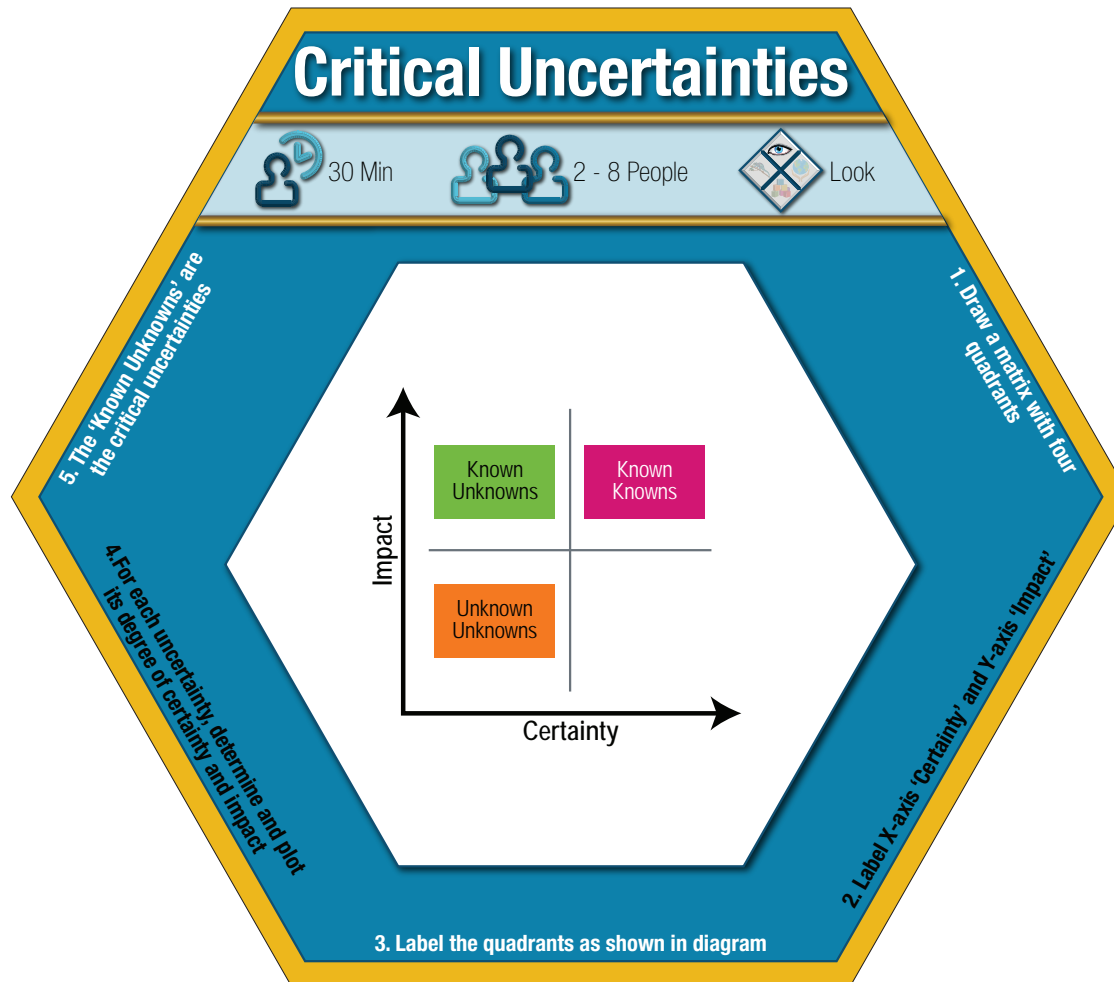 Critical Uncertainties
30 Min
2 - 8 People
Look
1. Draw a matrix with four
quadrants
2. Label X-axis ‘Certainty’ and Y-axis ‘Impact’
3. Label the quadrants as shown in diagram
4.For each uncertainty, determine and plot
its degree of certainty and impact
5. The ‘Known Unknowns’ are
the critical uncertainties
Impact
Known
Unknowns
Known
Knowns
Unknown
Unknowns
Certainty